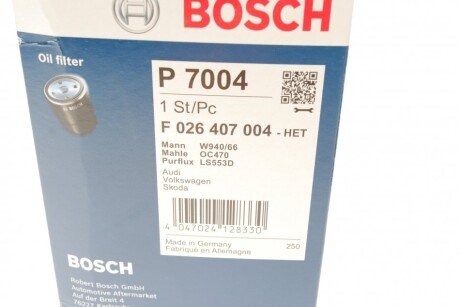 BOSCH
Oil filter
P 7004
1 St/Pc
F 026 407 004 - HET
Mann W940/66
Mahle OC470
Purflux LS553D
Audi
Volkswagen
Skoda
4 047024 128330
Made in Germany
Fabriqué en Allemagne
250
BOSCH
Robert Bosch GmbH
Automotive Aftermarket
Auf der Breit 4
76227